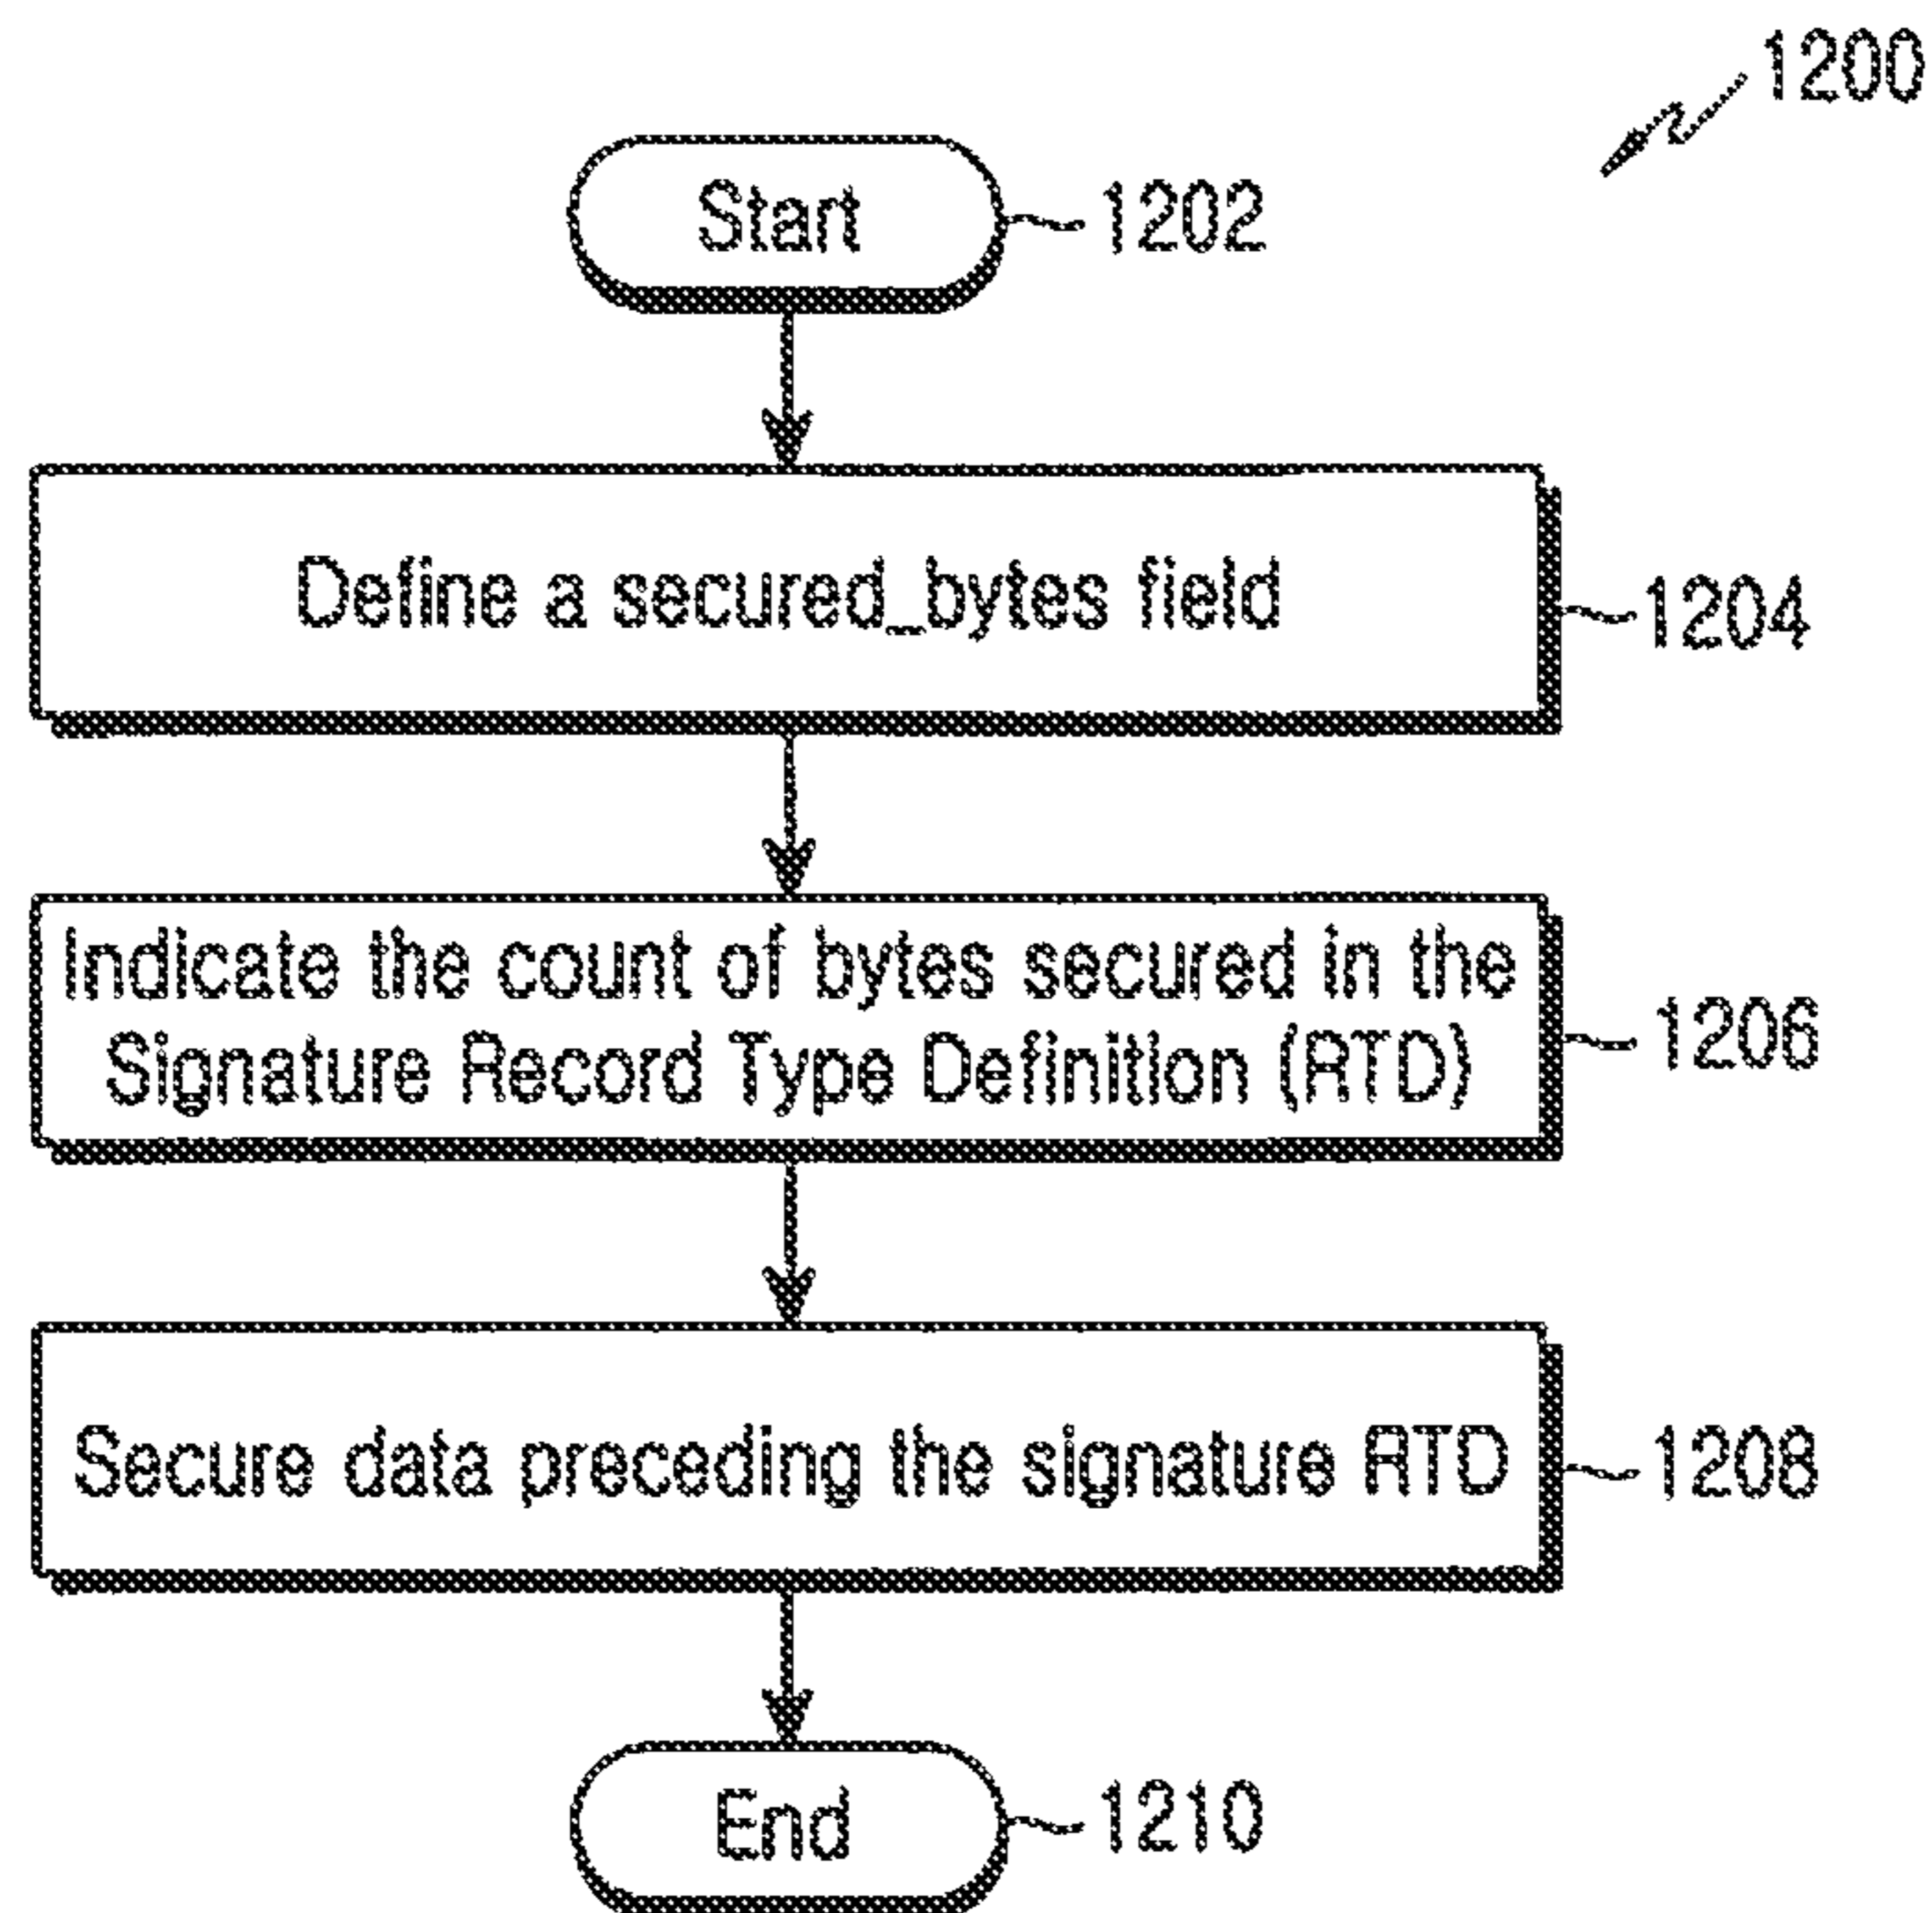 1200
Start
1202
Define a secured_bytes field
1204
Indicate the count of bytes secured in the
Signature Record Type Definition (RTD)
1206
Secure data preceding the signature RTD
1208
End
1210